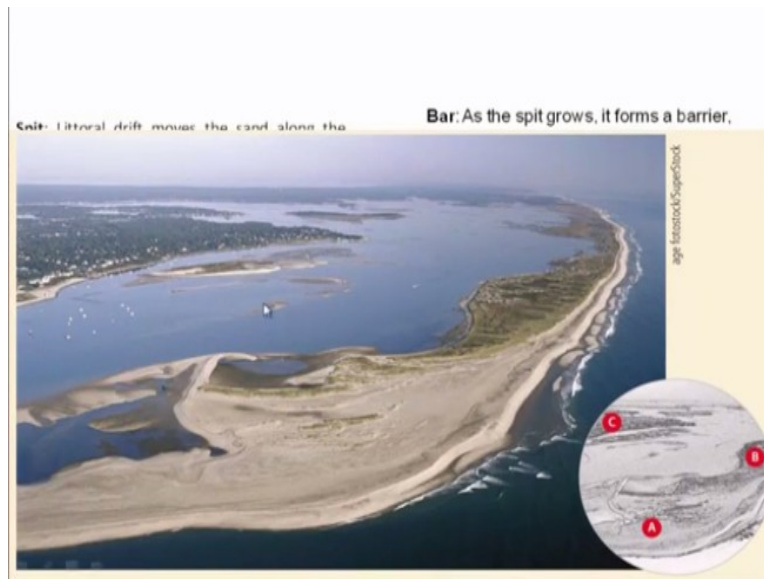 Spit: Littoral drift moves the sand along the
Bar: As the spit grows, it forms a barrier,
age fotostock/SuperStock
C
B
A